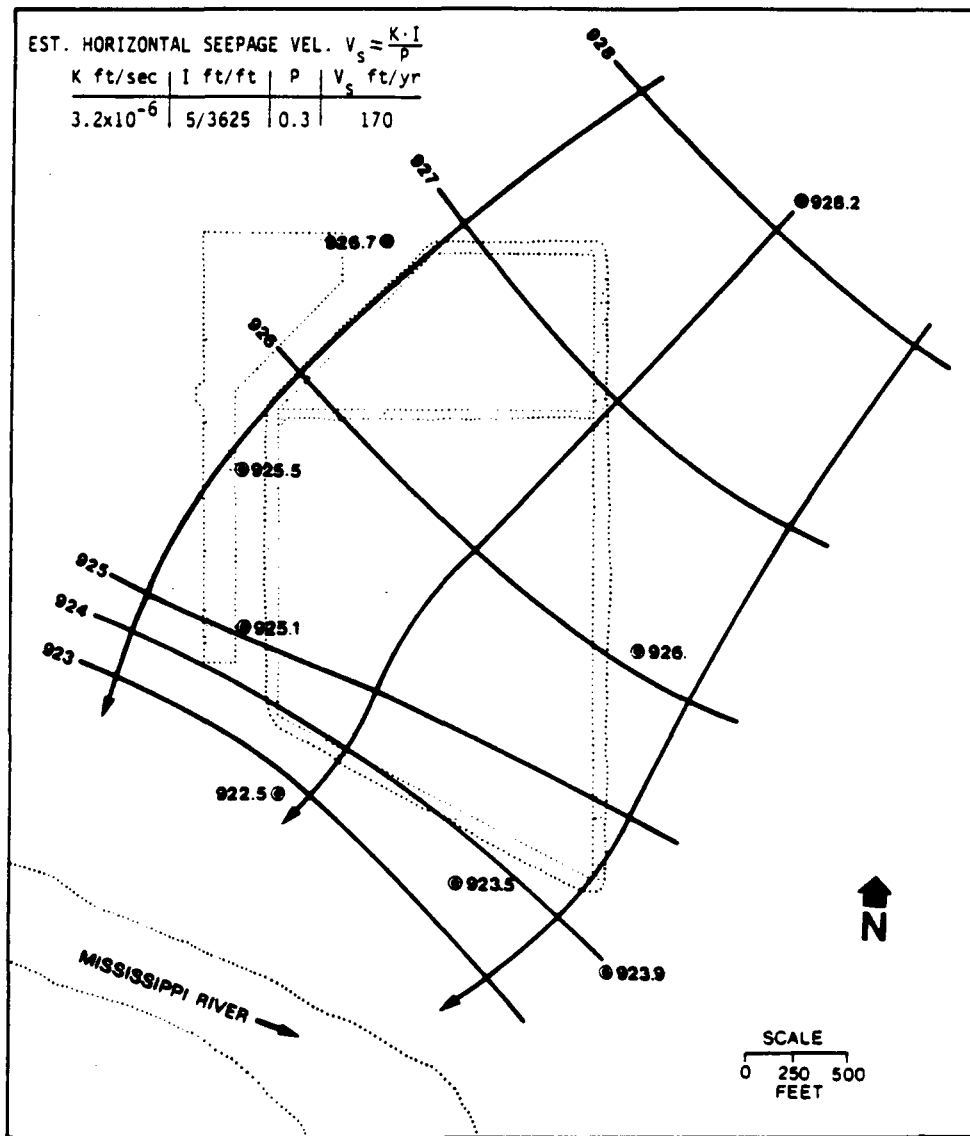 EST. HORIZONTAL SEEPAGE VEL. V_s = K·I/P
K ft/sec | I ft/ft | P | V_s ft/yr
3.2x10^-6 | 5/3625 | 0.3 | 170
928
927
928.2
926.7
926
925.5
925
924
925.1
923
926.
922.5
923.5
923.9
N
MISSISSIPPI RIVER
SCALE
0 250 500
FEET